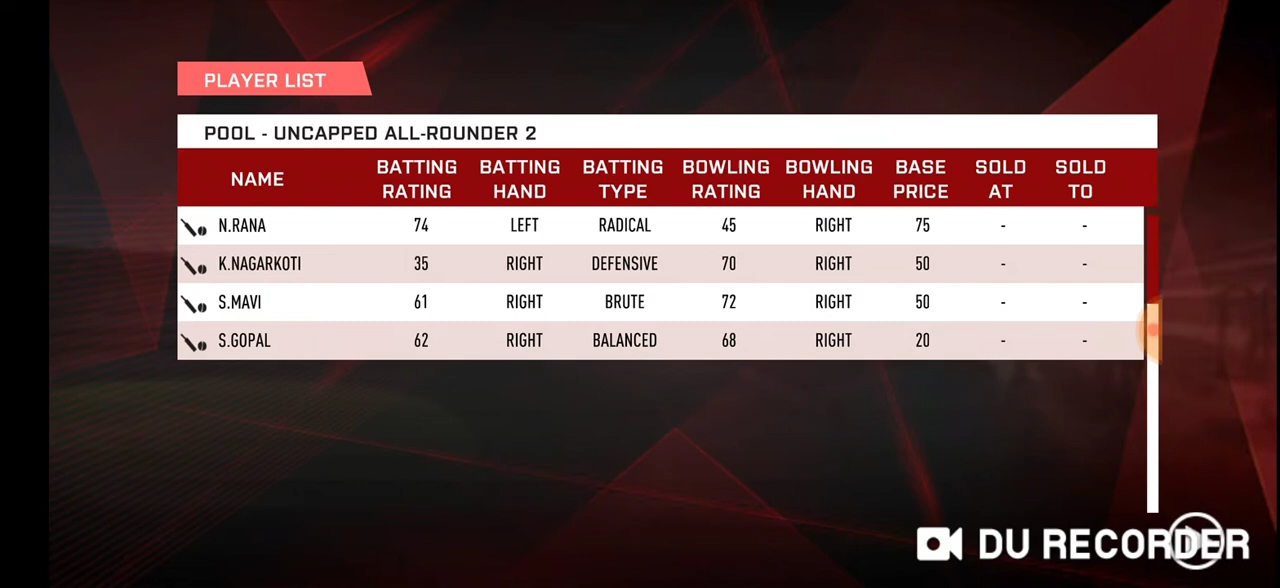 PLAYER LIST
POOL - UNCAPPED ALL-ROUNDER 2
NAME BATTING RATING BATTING HAND BATTING TYPE BOWLING RATING BOWLING HAND BASE PRICE SOLD AT SOLD TO
N.RANA 74 LEFT RADICAL 45 RIGHT 75 - -
K.NAGARKOTI 35 RIGHT DEFENSIVE 70 RIGHT 50 - -
S.MAVI 61 RIGHT BRUTE 72 RIGHT 50 - -
S.GOPAL 62 RIGHT BALANCED 68 RIGHT 20 - -
DU RECORDER